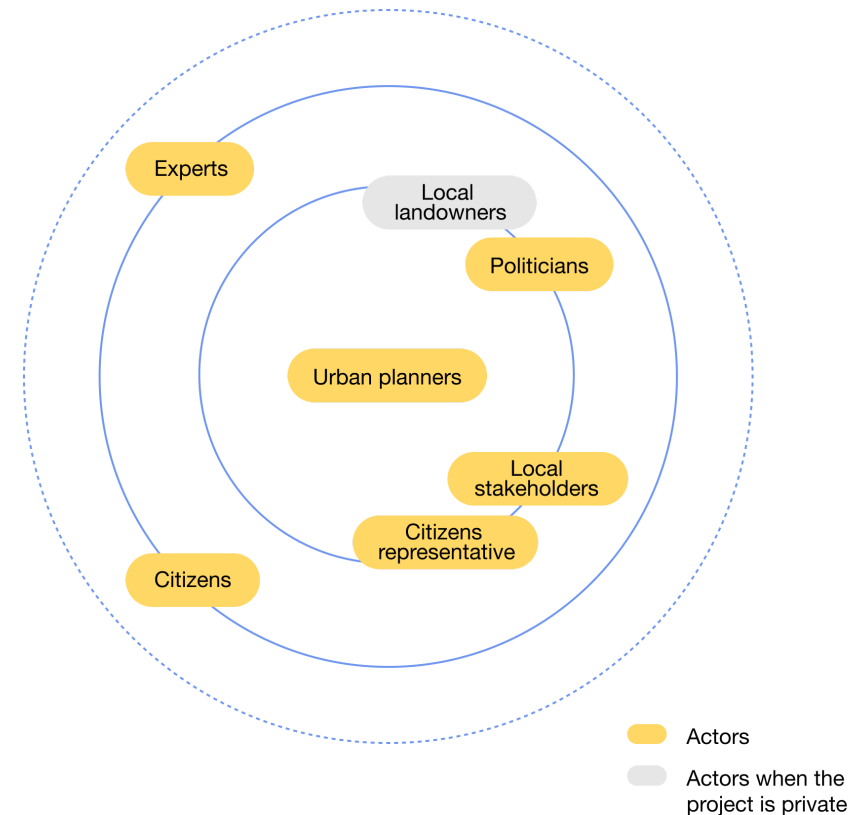 Experts
Local
landowners
Politicians
Urban planners
Local
stakeholders
Citizens
representative
Citizens
Actors
Actors when the
project is private